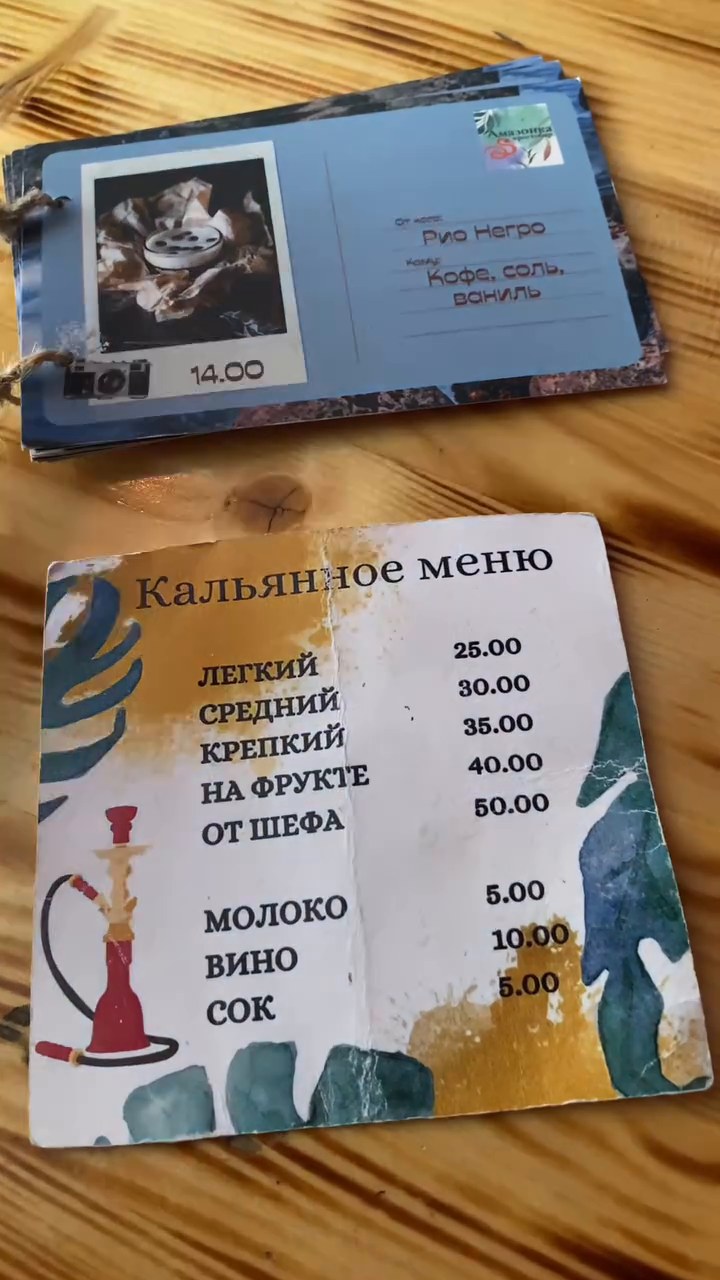 Амазонка
От кого:
Рио Негро
Кому:
Кофе, соль,
ваниль
14.00
Кальянное меню
ЛЕГКИЙ 25.00
СРЕДНИЙ 30.00
КРЕПКИЙ 35.00
НА ФРУКТЕ 40.00
ОТ ШЕФА 50.00
МОЛОКО 5.00
ВИНО 10.00
СОК 5.00